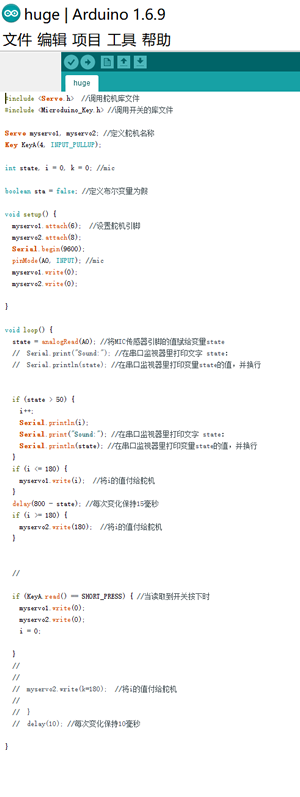 huge | Arduino 1.6.9
文件 编辑 项目 工具 帮助
huge
#include <Servo.h> //调用舵机库文件
#include <Microduino_Key.h> //调用开关的库文件
Servo myservo1, myservo2; //定义舵机名称
Key KeyA(4, INPUT_PULLUP);
int state, i = 0, k = 0; //mic
boolean sta = false; //定义布尔变量为假
void setup() {
myservo1.attach(6); //设置舵机引脚
myservo2.attach(8);
Serial.begin(9600);
pinMode(A0, INPUT); //mic
myservo1.write(0);
myservo2.write(0);
}
void loop() {
state = analogRead(A0); //将MIC传感器引脚的值赋给变量state
// Serial.print("Sound:"); //在串口监视器里打印文字 state:
// Serial.println(state); //在串口监视器里打印变量state的值，并换行
if (state > 50) {
i++;
Serial.println(i);
Serial.print("Sound:"); //在串口监视器里打印文字 state:
Serial.println(state); //在串口监视器里打印变量state的值，并换行
}
if (i <= 180) {
myservo1.write(i); //将i的值付给舵机
}
delay(800 - state); //每次变化保持15毫秒
if (i >= 180) {
myservo2.write(180); //将i的值付给舵机
}
//
if (KeyA.read() == SHORT_PRESS) { //当读取到开关按下时
myservo1.write(0);
myservo2.write(0);
i = 0;
}
//
//
// myservo2.write(k=180); //将i的值付给舵机
//
// }
// delay(10); //每次变化保持10毫秒
}